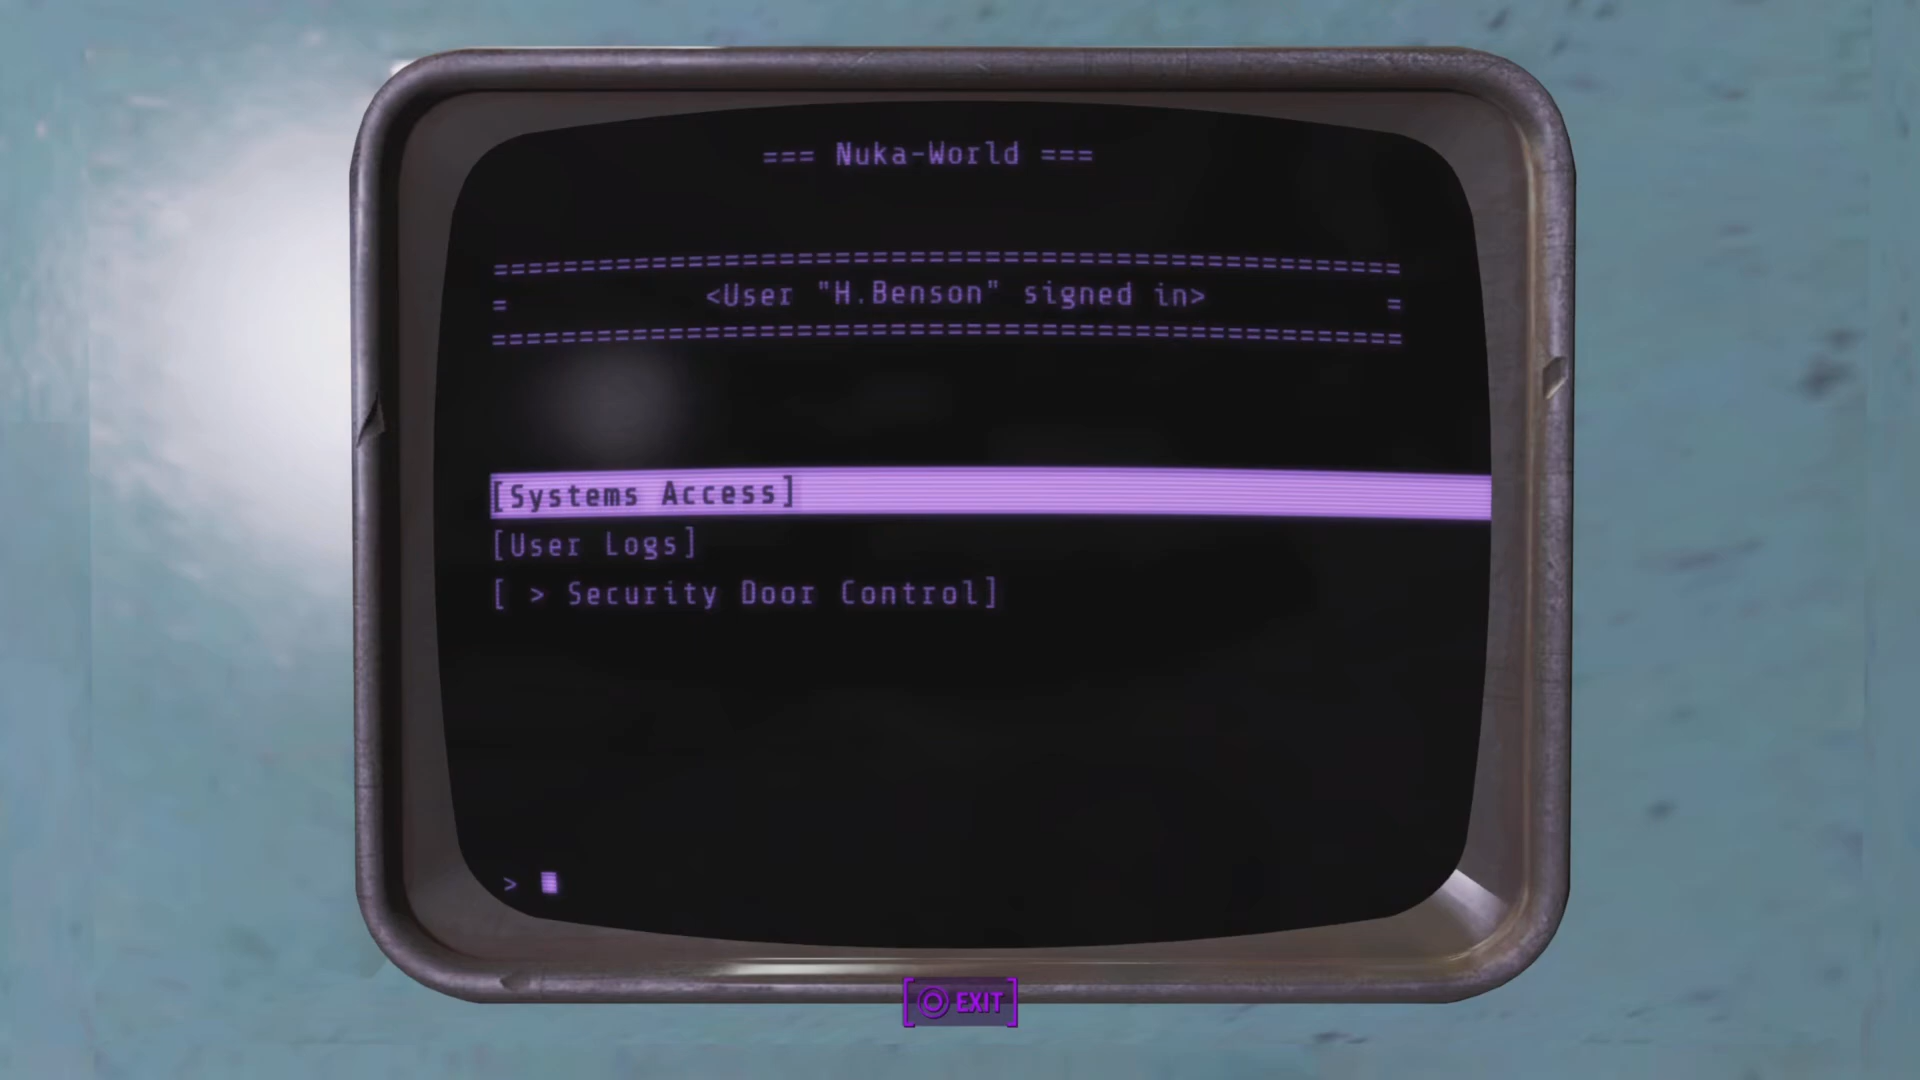 === Nuka-World ===
==================================================
= <User "H.Benson" signed in> =
==================================================
[Systems Access]
[User Logs]
[ > Security Door Control]
>
EXIT